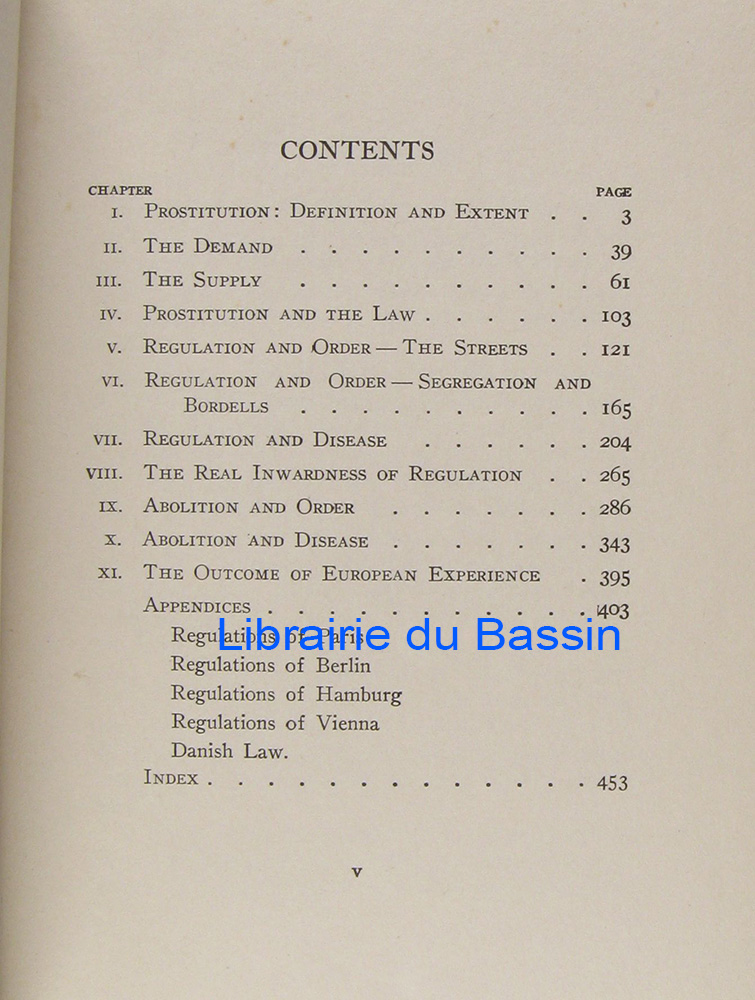 CONTENTS
CHAPTER PAGE
I. PROSTITUTION: DEFINITION AND EXTENT . . 3
II. THE DEMAND . . . . . . . . . . 39
III. THE SUPPLY . . . . . . . . . . 61
IV. PROSTITUTION AND THE LAW . . . . . . 103
V. REGULATION AND ORDER — THE STREETS . . 121
VI. REGULATION AND ORDER — SEGREGATION AND
BORDELLS . . . . . . . . . . 165
VII. REGULATION AND DISEASE . . . . . . 204
VIII. THE REAL INWARDNESS OF REGULATION . . 265
IX. ABOLITION AND ORDER . . . . . . . 286
X. ABOLITION AND DISEASE . . . . . . . 343
XI. THE OUTCOME OF EUROPEAN EXPERIENCE . 395
APPENDICES . . . . . . . . . . . . 403
Regulations of Paris
Librairie du Bassin
Regulations of Berlin
Regulations of Hamburg
Regulations of Vienna
Danish Law.
INDEX . . . . . . . . . . . . . 453
v